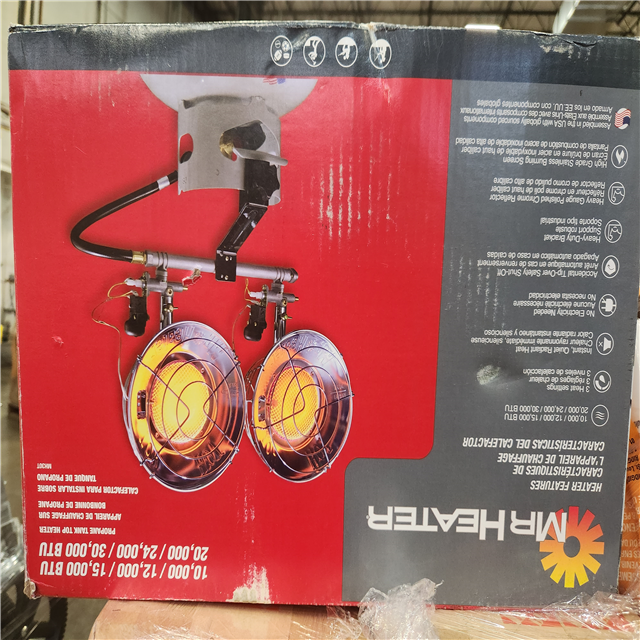 MR HEATER
HEATER FEATURES
CARACTÉRISTIQUES DE
L'APPAREIL DE CHAUFFAGE
CARACTERÍSTICAS DEL CALEFACTOR
10,000 / 12,000 / 15,000 BTU
20,000 / 24,000 / 30,000 BTU
3 Heat settings
3 réglages de chaleur
3 niveles de calefacción
Instant, Quiet Radiant Heat
Chaleur rayonnante immédiate, silencieuse
Calor radiante instantáneo y silencioso
No Electricity Needed
Aucune électricité nécessaire
No necesita electricidad
Accidental Tip-Over Safety Shut-Off
Arrêt automatique en cas de renversement
Apagado automático en caso de caídas
Heavy-Duty Bracket
Support robuste
Soporte tipo industrial
Heavy Gauge Polished Chrome Reflector
Réflecteur en chrome poli de haut calibre
Reflector de cromo pulido de alto calibre
High Grade Stainless Burning Screen
Écran de brûlure en acier inoxydable de haut calibre
Pantalla de combustión de acero inoxidable de alta calidad
Assembled in the USA with globally sourced components
Assemblé aux États-Unis avec des composants internationaux
Armado en los EE.UU. con componentes globales
10,000 / 12,000 / 15,000 BTU
20,000 / 24,000 / 30,000 BTU
PROPANE TANK TOP HEATER
APPAREIL DE CHAUFFAGE SUR
BONBONNE DE PROPANE
CALEFACTOR PARA INSTALAR SOBRE
TANQUE DE PROPANO
MH30T